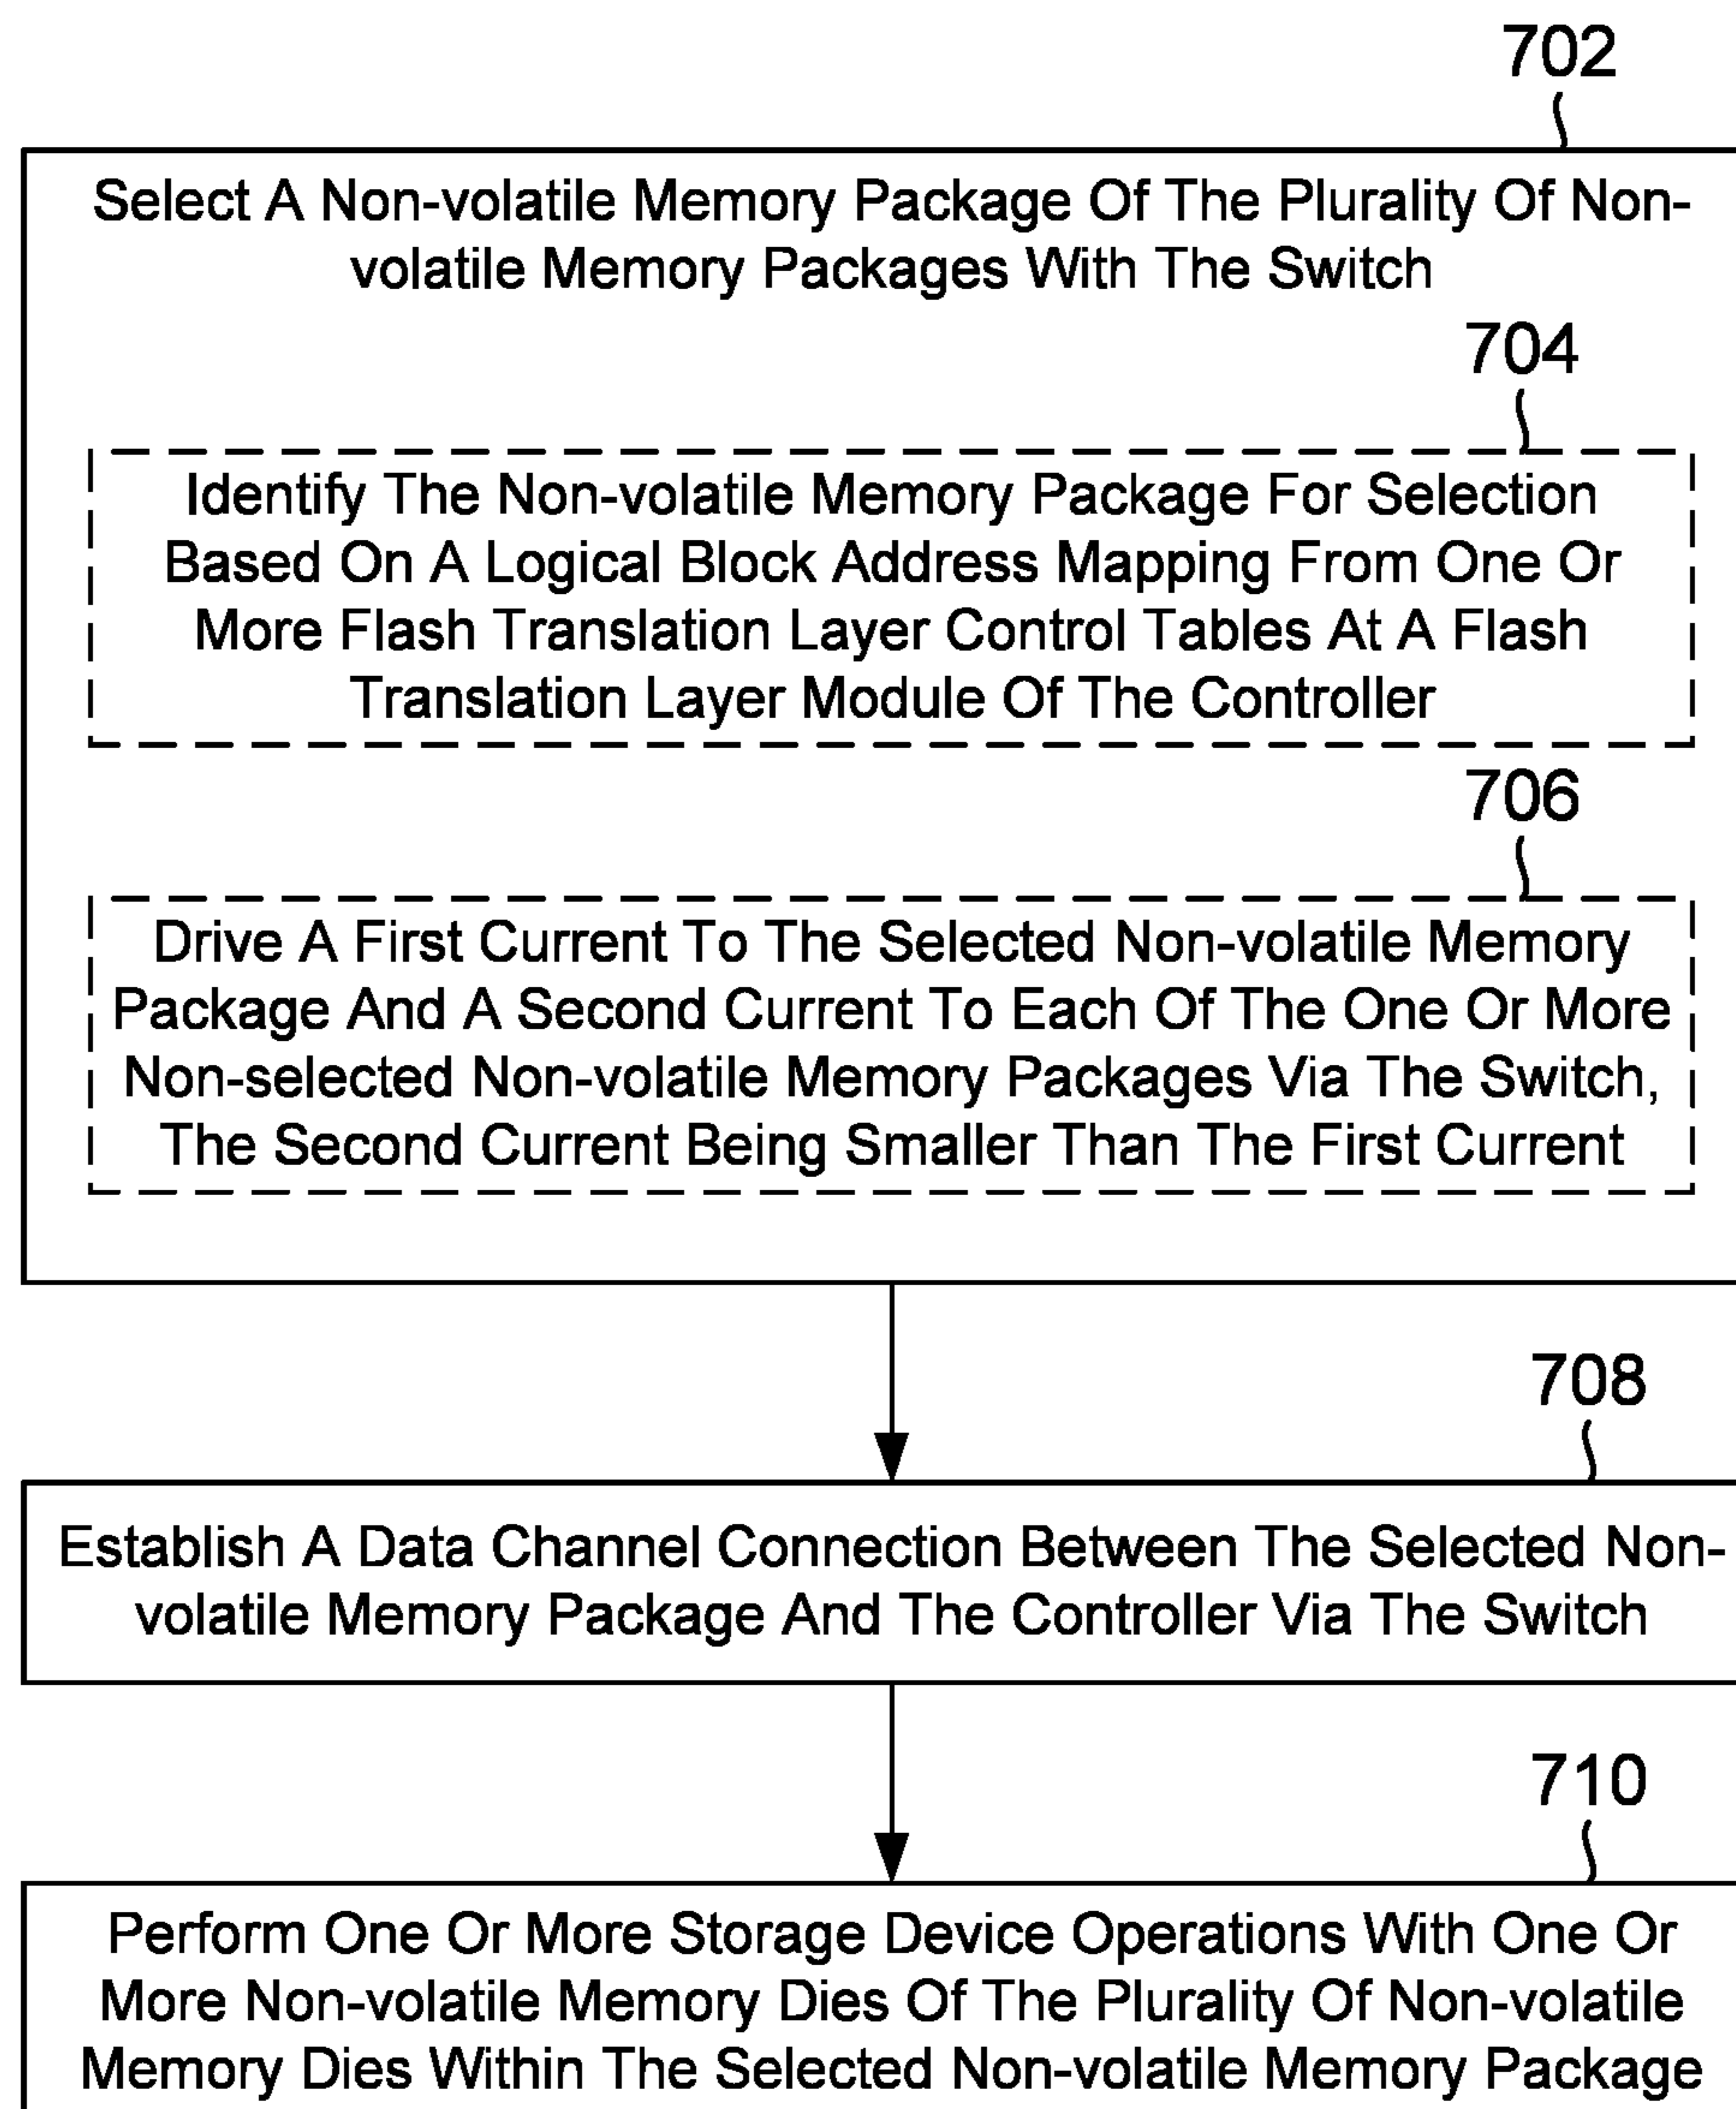 702
Select A Non-volatile Memory Package Of The Plurality Of Non-
volatile Memory Packages With The Switch
704
Identify The Non-volatile Memory Package For Selection
Based On A Logical Block Address Mapping From One Or
More Flash Translation Layer Control Tables At A Flash
Translation Layer Module Of The Controller
706
Drive A First Current To The Selected Non-volatile Memory
Package And A Second Current To Each Of The One Or More
Non-selected Non-volatile Memory Packages Via The Switch,
The Second Current Being Smaller Than The First Current
708
Establish A Data Channel Connection Between The Selected Non-
volatile Memory Package And The Controller Via The Switch
710
Perform One Or More Storage Device Operations With One Or
More Non-volatile Memory Dies Of The Plurality Of Non-volatile
Memory Dies Within The Selected Non-volatile Memory Package